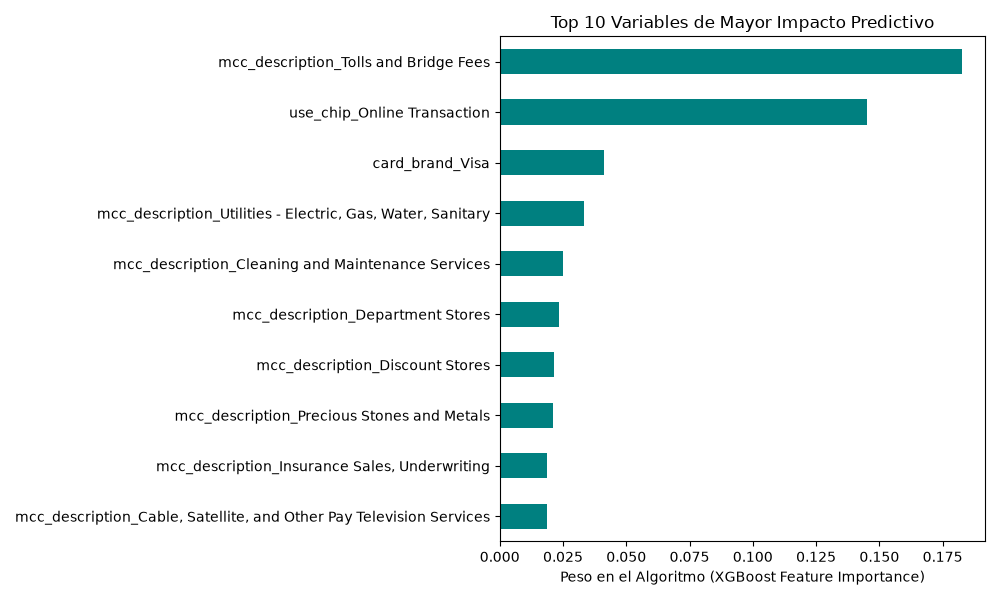 Top 10 Variables de Mayor Impacto Predictivo
mcc_description_Tolls and Bridge Fees
use_chip_Online Transaction
card_brand_Visa
mcc_description_Utilities - Electric, Gas, Water, Sanitary
mcc_description_Cleaning and Maintenance Services
mcc_description_Department Stores
mcc_description_Discount Stores
mcc_description_Precious Stones and Metals
mcc_description_Insurance Sales, Underwriting
mcc_description_Cable, Satellite, and Other Pay Television Services
0.000 0.025 0.050 0.075 0.100 0.125 0.150 0.175
Peso en el Algoritmo (XGBoost Feature Importance)